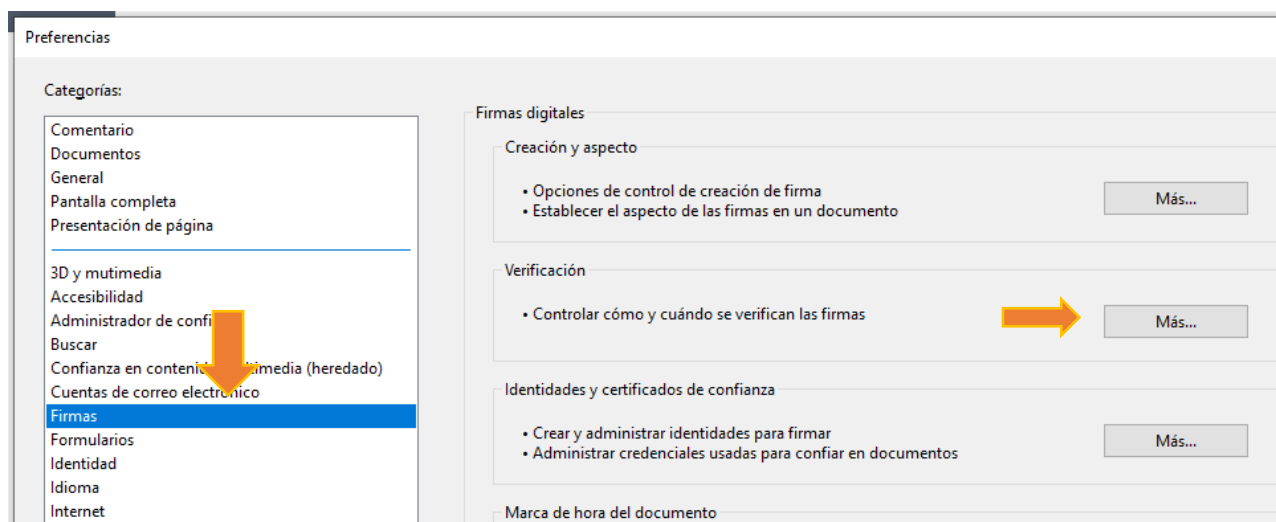 Preferencias
Categorías:
Comentario
Documentos
General
Pantalla completa
Presentación de página
3D y mutimedia
Accesibilidad
Administrador de confi
Buscar
Confianza en conteni timedia (heredado)
Cuentas de correo electrónico
Firmas
Formularios
Identidad
Idioma
Internet
Firmas digitales
Creación y aspecto
• Opciones de control de creación de firma
• Establecer el aspecto de las firmas en un documento
Más...
Verificación
• Controlar cómo y cuándo se verifican las firmas
Más...
Identidades y certificados de confianza
• Crear y administrar identidades para firmar
• Administrar credenciales usadas para confiar en documentos
Más...
Marca de hora del documento